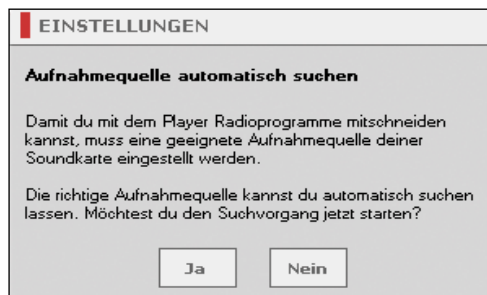 EINSTELLUNGEN
Aufnahmequelle automatisch suchen
Damit du mit dem Player Radioprogramme mitschneiden
kannst, muss eine geeignete Aufnahmequelle deiner
Soundkarte eingestellt werden.
Die richtige Aufnahmequelle kannst du automatisch suchen
lassen. Möchtest du den Suchvorgang jetzt starten?
Ja
Nein